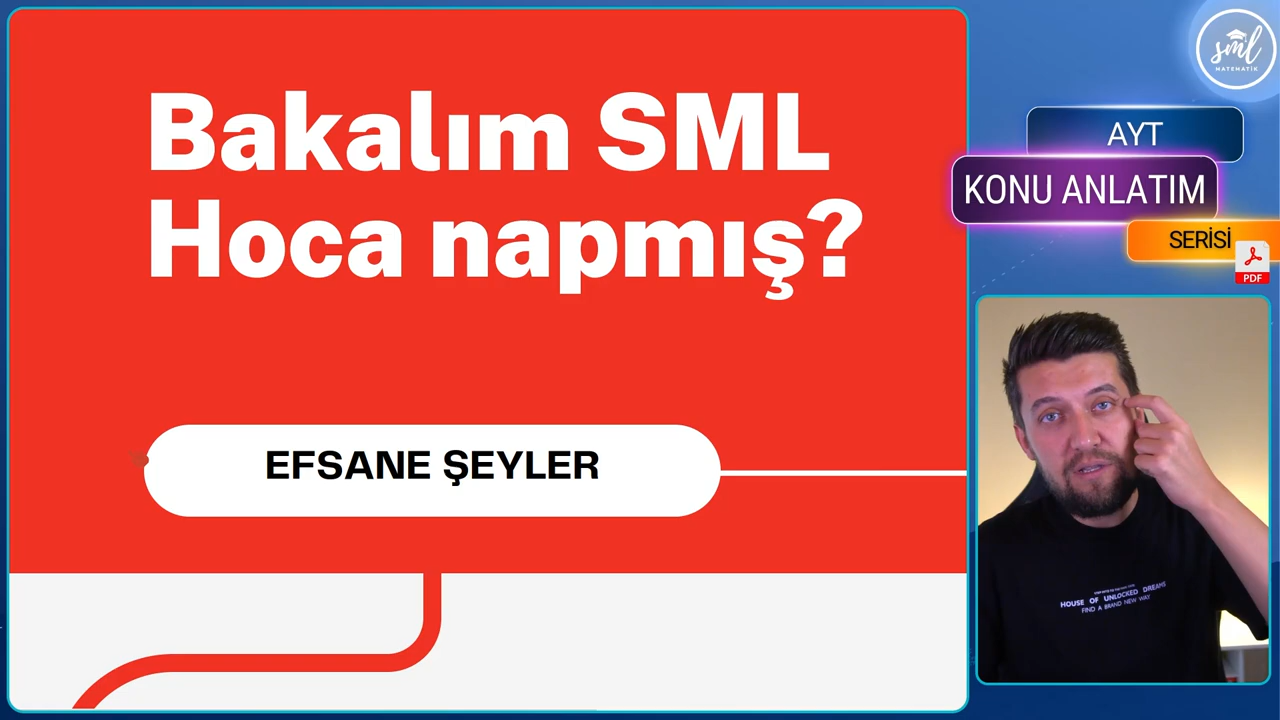 Bakalım SML
Hoca napmış?
EFSANE ŞEYLER
sml
MATEMATİK
AYT
KONU ANLATIM
SERİSİ
PDF
HOUSE OF UNLOCKED DREAMS
FIND A BRAND NEW WAY